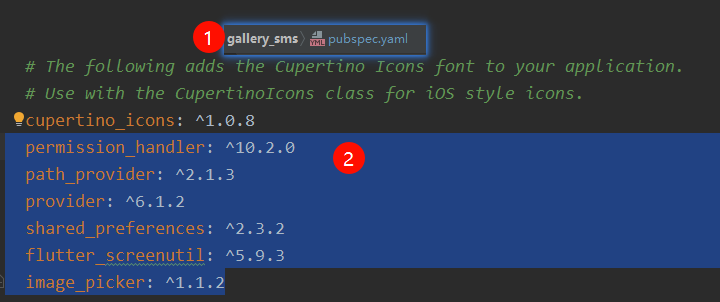 1 gallery_sms 〉 YML pubspec.yaml
# The following adds the Cupertino Icons font to your application.
# Use with the CupertinoIcons class for iOS style icons.
cupertino_icons: ^1.0.8
permission_handler: ^10.2.0
2
path_provider: ^2.1.3
provider: ^6.1.2
shared_preferences: ^2.3.2
flutter_screenutil: ^5.9.3
image_picker: ^1.1.2